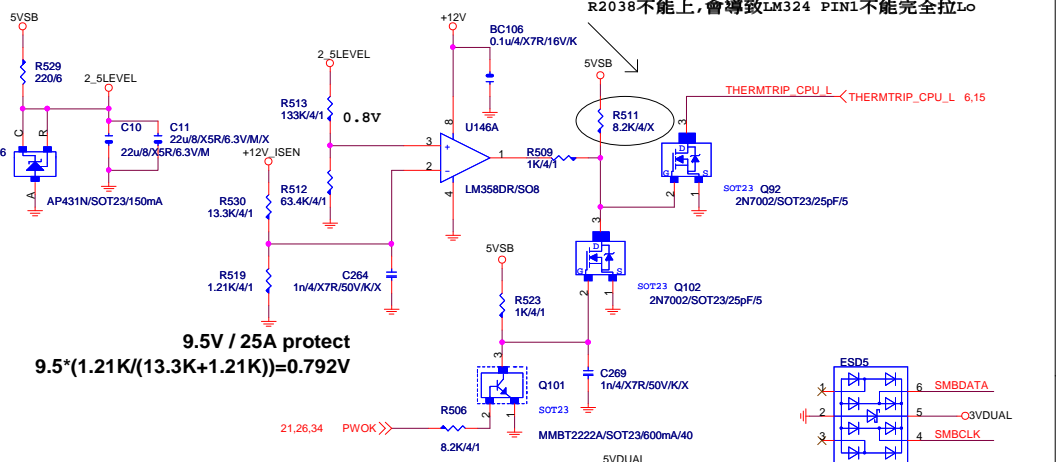 R2038不能上,會導致LM324 PIN1不能完全拉Lo
5VSB
R529
220/6
2_5LEVEL
C
R
A
6
C10
22u/8/X5R/6.3V/M
C11
22u/8/X5R/6.3V/M/X
AP431N/SOT23/150mA
+12V_ISEN
R530
13.3K/4/1
R519
1.21K/4/1
2_5LEVEL
R513
133K/4/1
0.8V
R512
63.4K/4/1
C264
1n/4/X7R/50V/K/X
+12V
BC106
0.1u/4/X7R/16V/K
U146A
8
3
+
2
-
1
4
LM358DR/SO8
R509
1K/4/1
5VSB
R511
8.2K/4/X
THERMTRIP_CPU_L
THERMTRIP_CPU_L 6,15
3
D
G
S
2
1
SOT23 Q92
2N7002/SOT23/25pF/5
3
D
G
S
2
1
SOT23 Q102
2N7002/SOT23/25pF/5
5VSB
R523
1K/4/1
C269
1n/4/X7R/50V/K/X
3
2
1
Q101
SOT23
MMBT2222A/SOT23/600mA/40
R506
8.2K/4/1
21,26,34 PWOK
9.5V / 25A protect
9.5*(1.21K/(13.3K+1.21K))=0.792V
ESD5
1
2
3
6
5
4
SMBDATA
3VDUAL
SMBCLK
5VDUAL